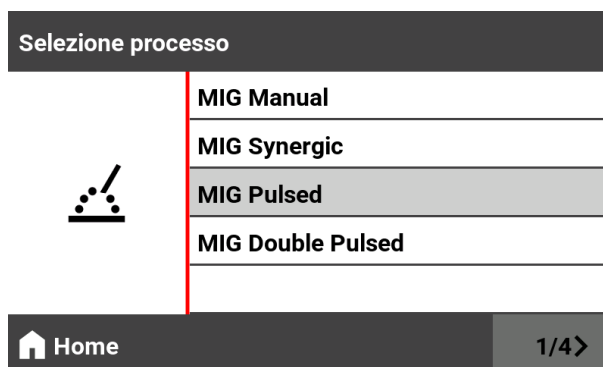 Selezione processo
MIG Manual
MIG Synergic
MIG Pulsed
MIG Double Pulsed
Home
1/4>